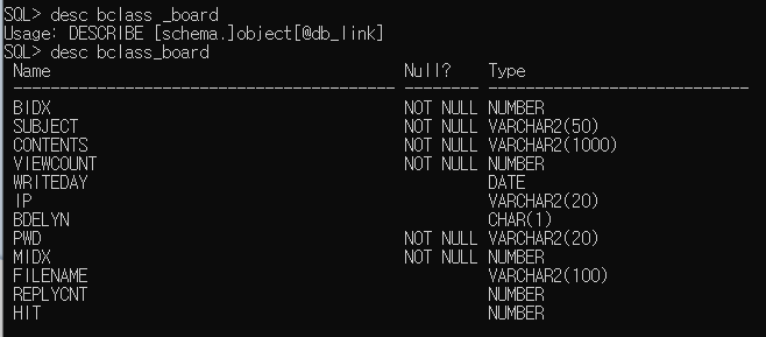 SQL> desc bclass _board
Usage: DESCRIBE [schema.]object[@db_link]
SQL> desc bclass_board
Name Null? Type
----------------------------------------- -------- ----------------------------
BIDX NOT NULL NUMBER
SUBJECT NOT NULL VARCHAR2(50)
CONTENTS NOT NULL VARCHAR2(1000)
VIEWCOUNT NOT NULL NUMBER
WRITEDAY DATE
IP VARCHAR2(20)
BDELYN CHAR(1)
PWD NOT NULL VARCHAR2(20)
MIDX NOT NULL NUMBER
FILENAME VARCHAR2(100)
REPLYCNT NUMBER
HIT NUMBER